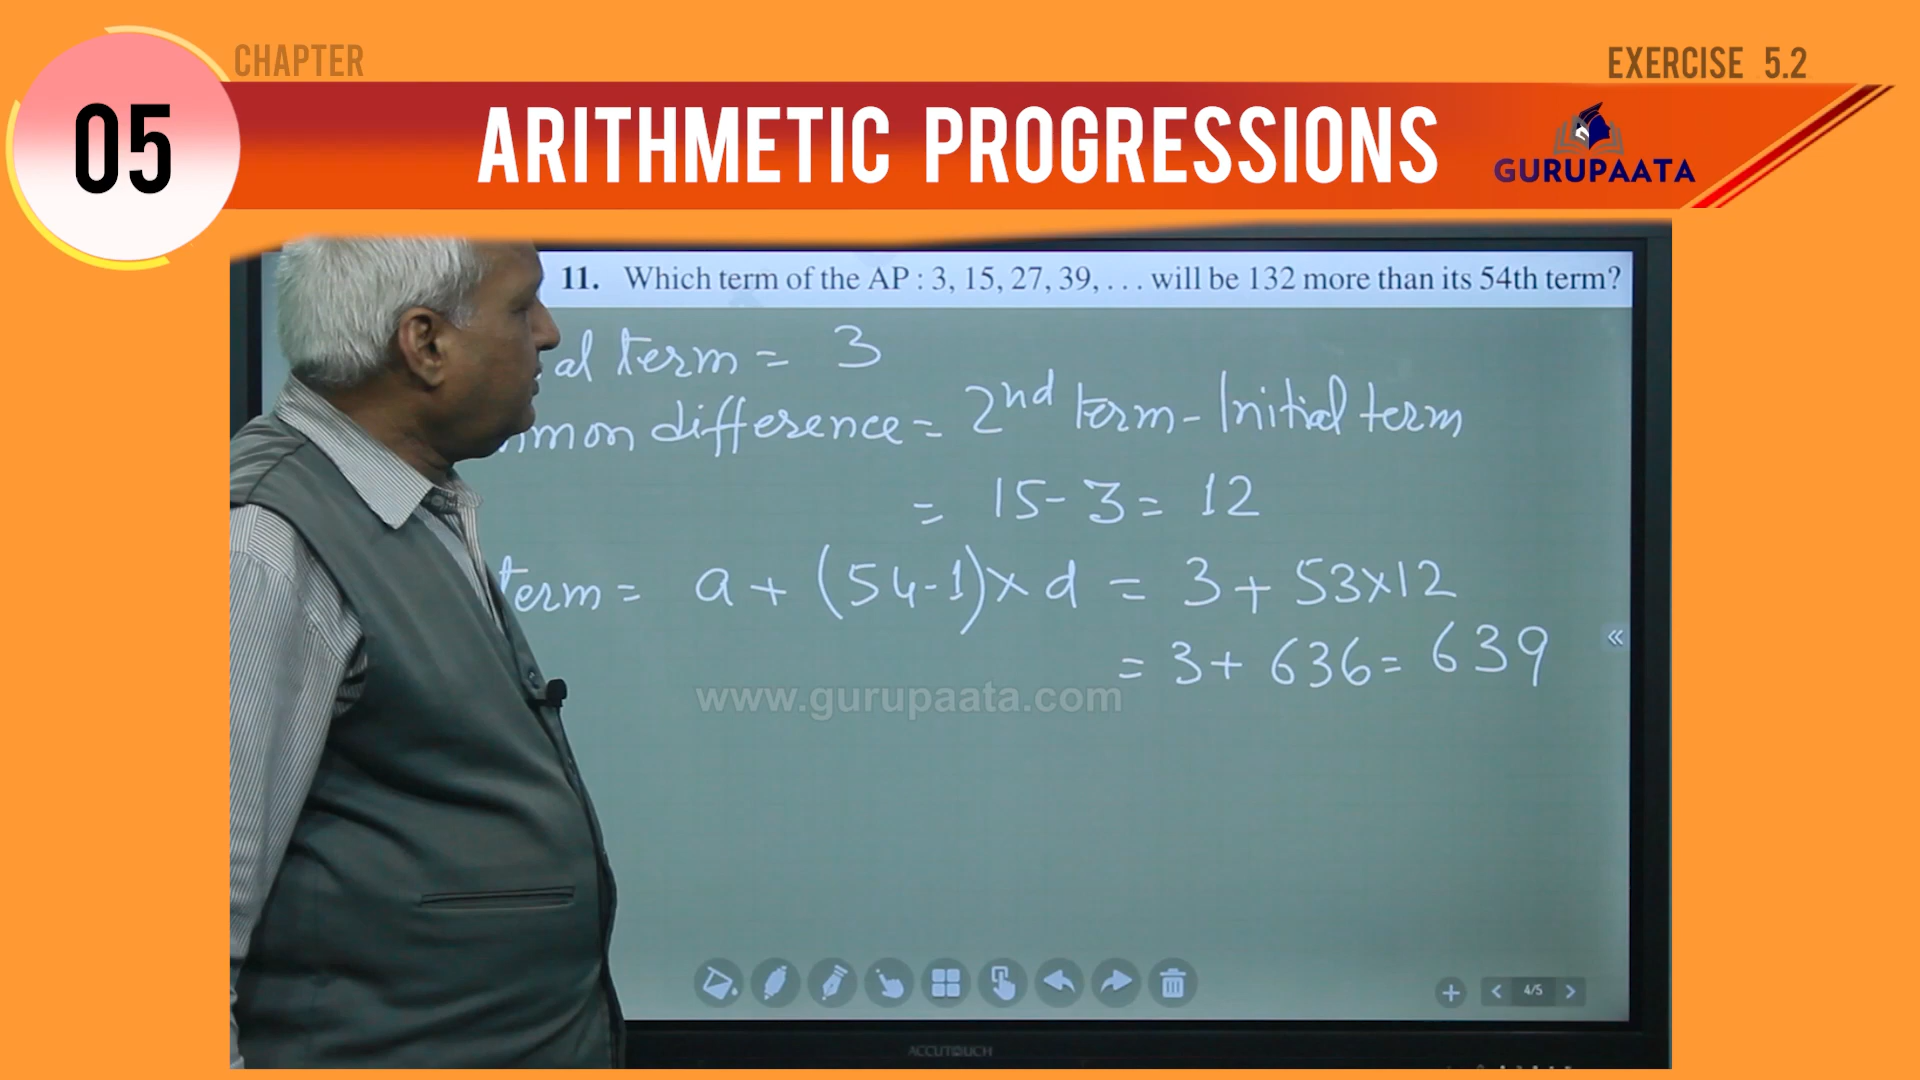 CHAPTER
EXERCISE 5.2
05
ARITHMETIC PROGRESSIONS
GURUPAATA
11. Which term of the AP : 3, 15, 27, 39, . . . will be 132 more than its 54th term?
al term = 3
mmon difference = 2nd term - Initial term
= 15 - 3 = 12
term = a + (54-1) × d = 3 + 53×12
= 3 + 636 = 639
www.gurupaata.com
4/5
ACCUTOUCH